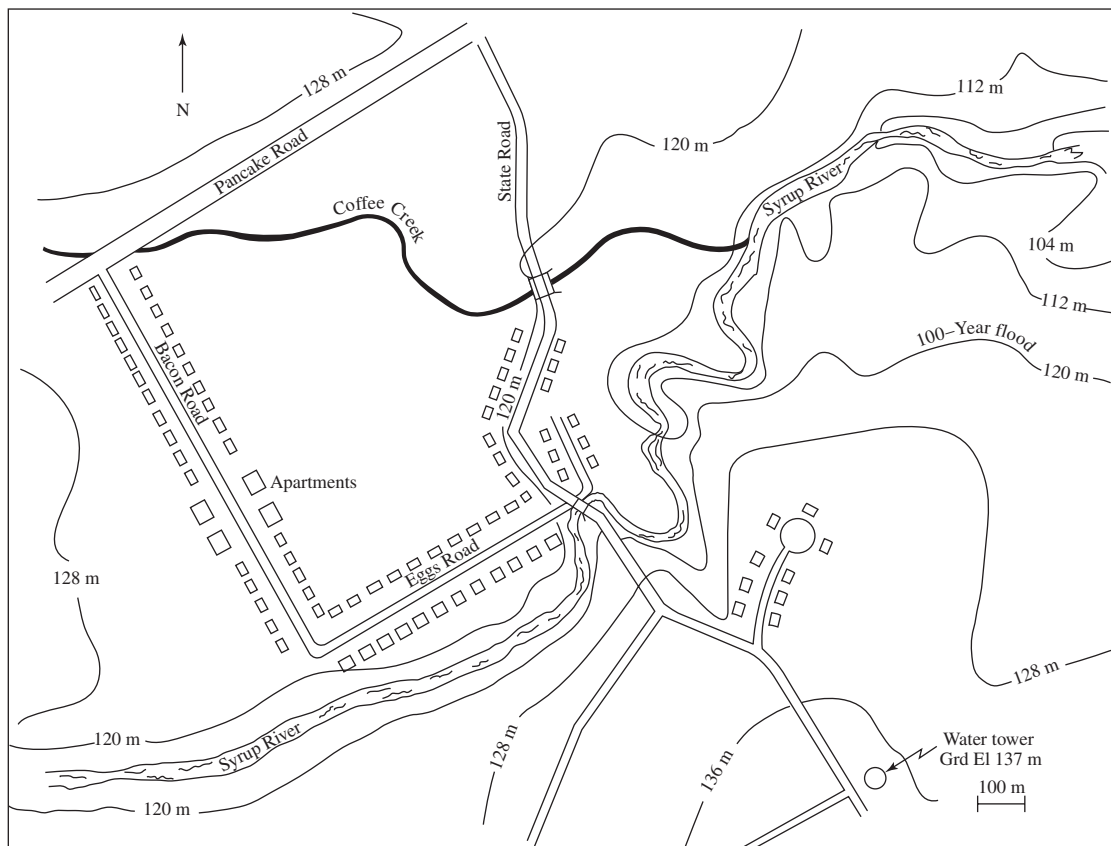 128 m
N
Pancake Road
State Road
112 m
120 m
Syrup River
Coffee Creek
104 m
112 m
100–Year flood
120 m
Bacon Road
120 m
Apartments
Eggs Road
128 m
128 m
120 m
Syrup River
128 m
136 m
Water tower
Grd El 137 m
100 m
120 m